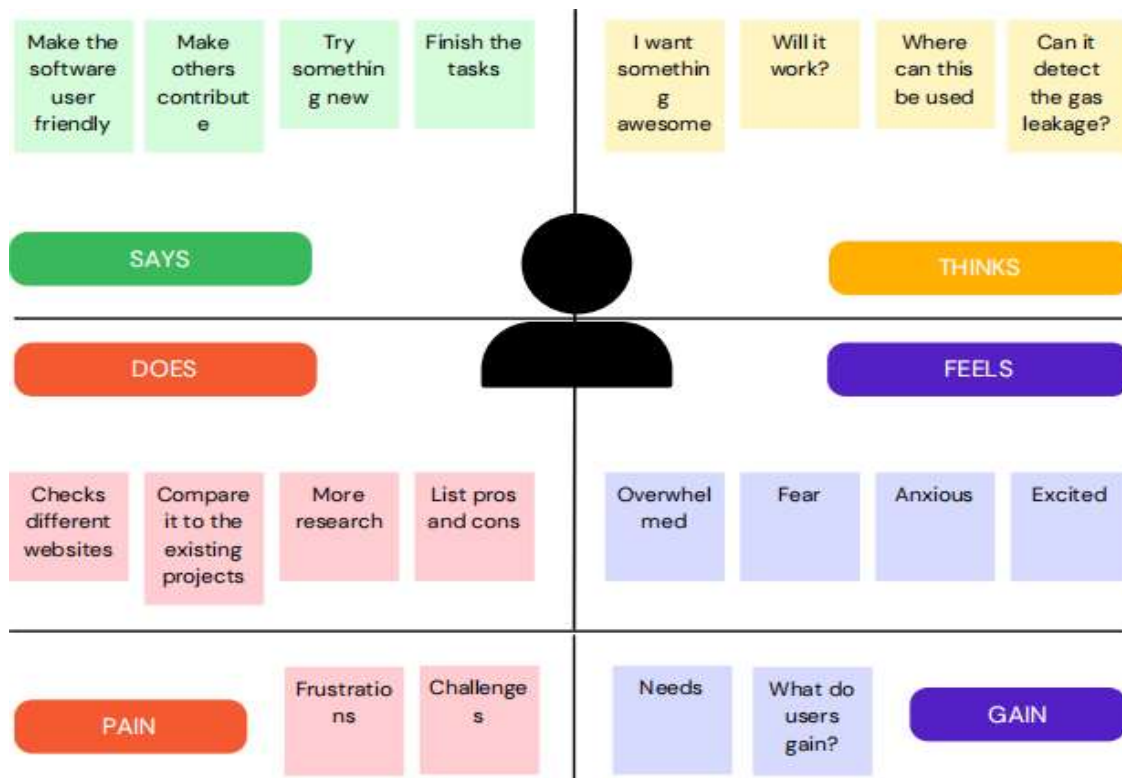 Make the
software
user
friendly
Make
others
contribut
e
Try
somethin
g new
Finish the
tasks
I want
somethin
g
awesome
Will it
work?
Where
can this
be used
Can it
detect
the gas
leakage?
SAYS
THINKS
DOES
FEELS
Checks
different
websites
Compare
it to the
existing
projects
More
research
List pros
and cons
Overwhel
med
Fear
Anxious
Excited
PAIN
Frustratio
ns
Challenge
s
Needs
What do
users
gain?
GAIN